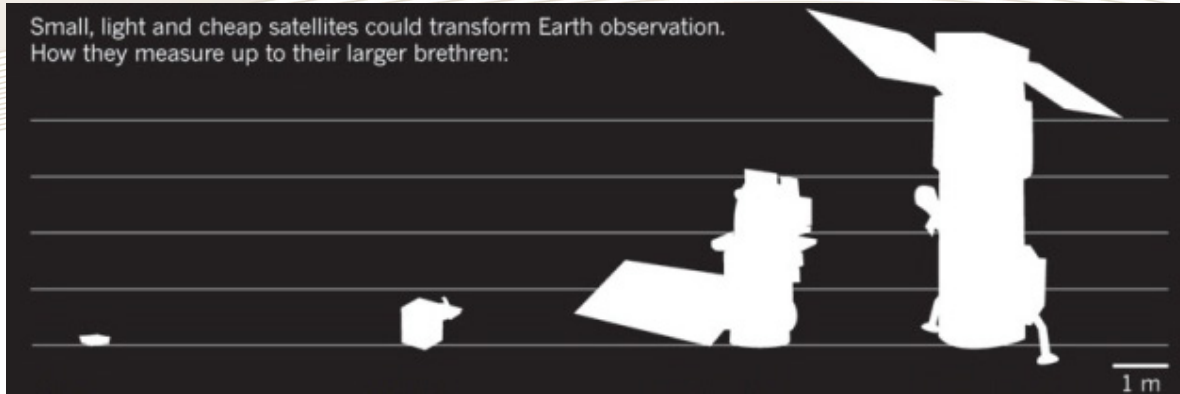 Small, light and cheap satellites could transform Earth observation.
How they measure up to their larger brethren:
1 m